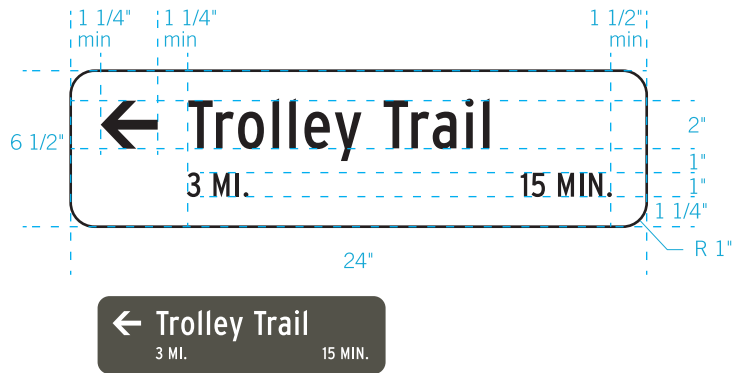 1 1/4" 1 1/4" 1 1/2"
min min min
Trolley Trail
6 1/2"
2"
1"
3 MI. 15 MIN.
1"
1 1/4"
R 1"
24"
Trolley Trail
3 MI. 15 MIN.